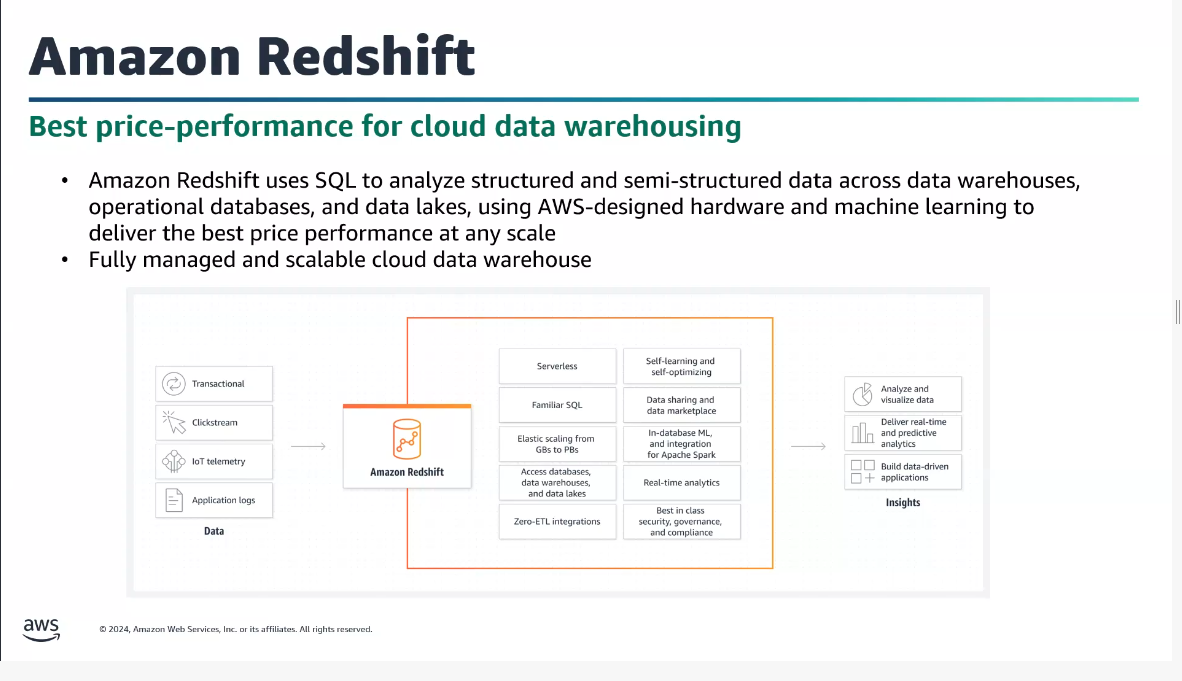 Amazon Redshift
Best price-performance for cloud data warehousing
• Amazon Redshift uses SQL to analyze structured and semi-structured data across data warehouses,
operational databases, and data lakes, using AWS-designed hardware and machine learning to
deliver the best price performance at any scale
• Fully managed and scalable cloud data warehouse
Transactional
Clickstream
IoT telemetry
Application logs
Data
Amazon Redshift
Serverless
Self-learning and
self-optimizing
Familiar SQL
Data sharing and
data marketplace
Elastic scaling from
GBs to PBs
In-database ML,
and integration
for Apache Spark
Access databases,
data warehouses,
and data lakes
Real-time analytics
Zero-ETL integrations
Best in class
security, governance,
and compliance
Analyze and
visualize data
Deliver real-time
and predictive
analytics
Build data-driven
applications
Insights
aws
© 2024, Amazon Web Services, Inc. or its affiliates. All rights reserved.